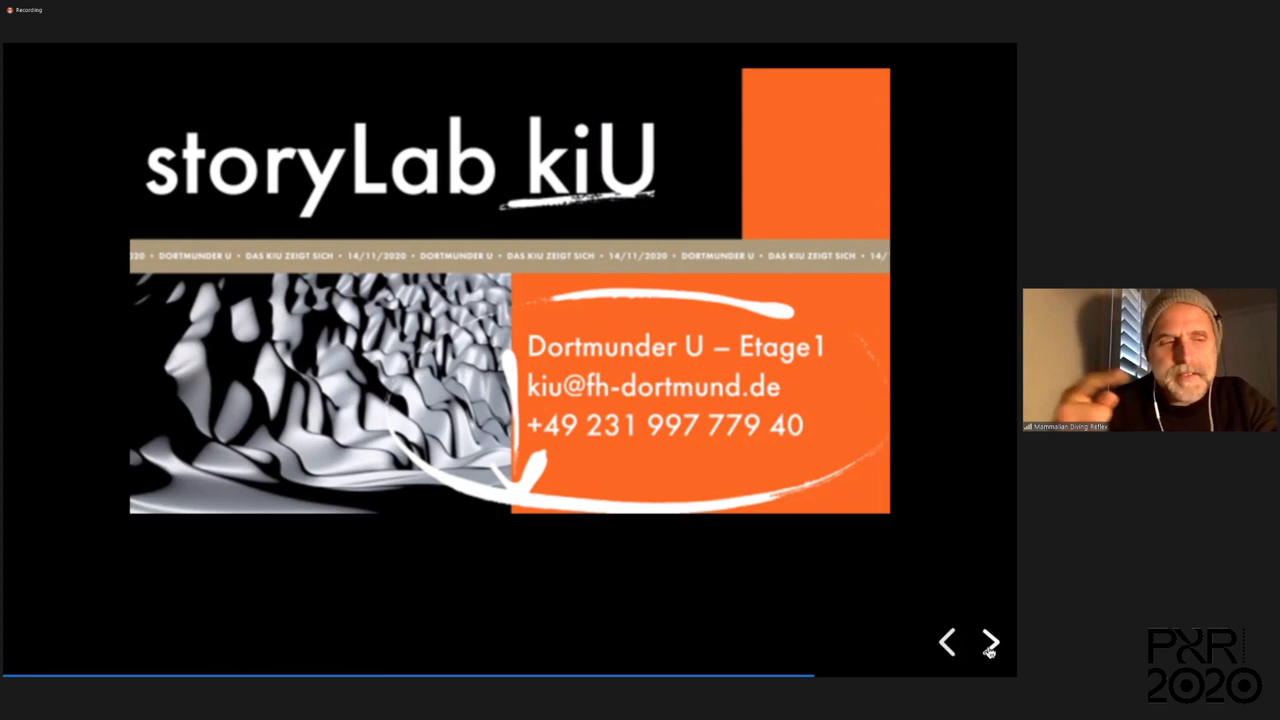 Recording
storyLab kiU
020 • DORTMUNDER U • DAS KIU ZEIGT SICH • 14/11/2020 • DORTMUNDER U • DAS KIU ZEIGT SICH • 14/11/2020 • DORTMUNDER U • DAS KIU ZEIGT SICH • 14/1
Dortmunder U – Etage1
kiu@fh-dortmund.de
+49 231 997 779 40
Mammalian Diving Reflex
PXR
2020